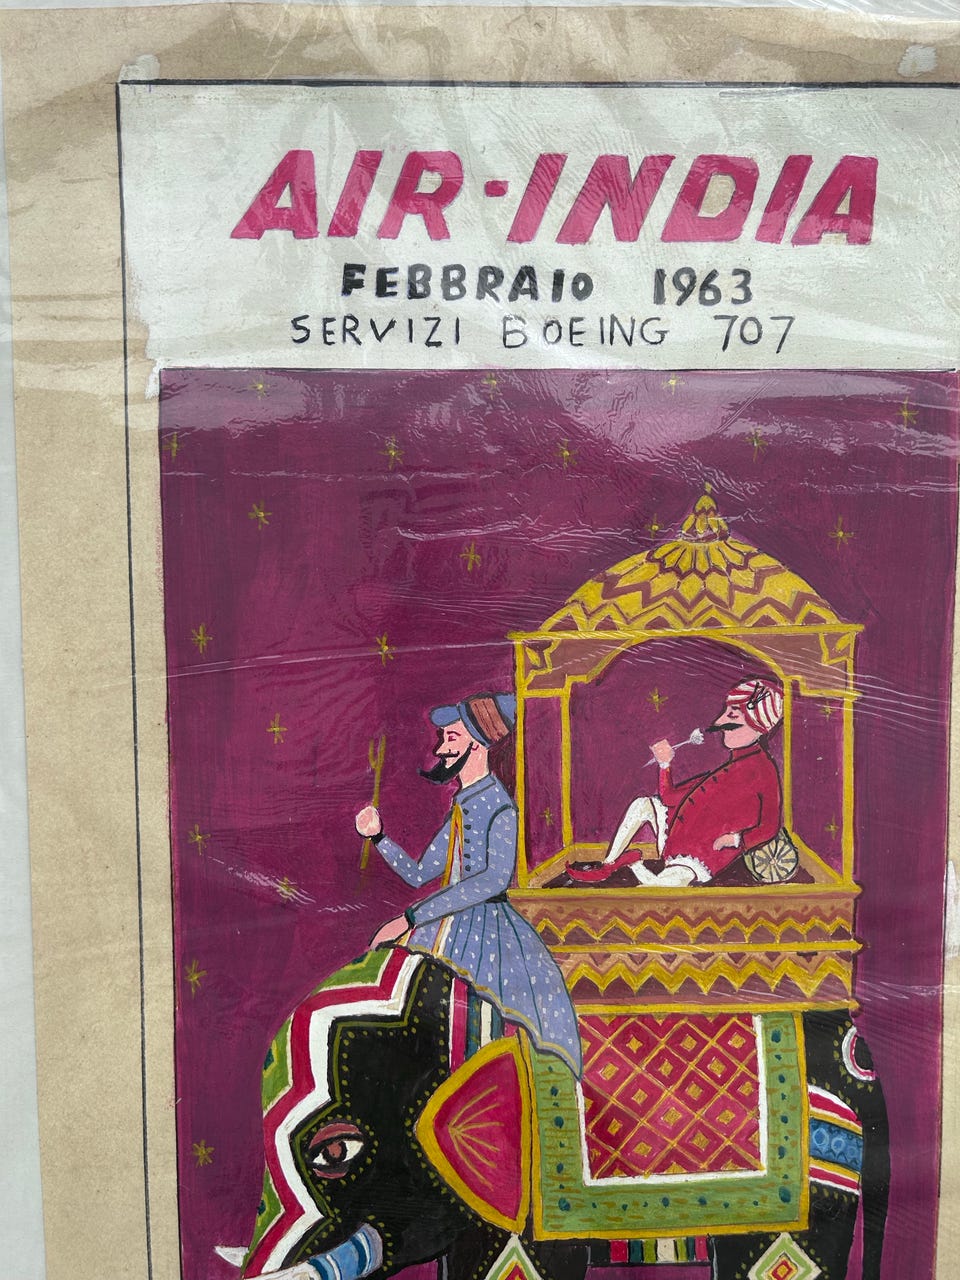 AIR-INDIA
FEBBRAIO 1963
SERVIZI BOEING 707